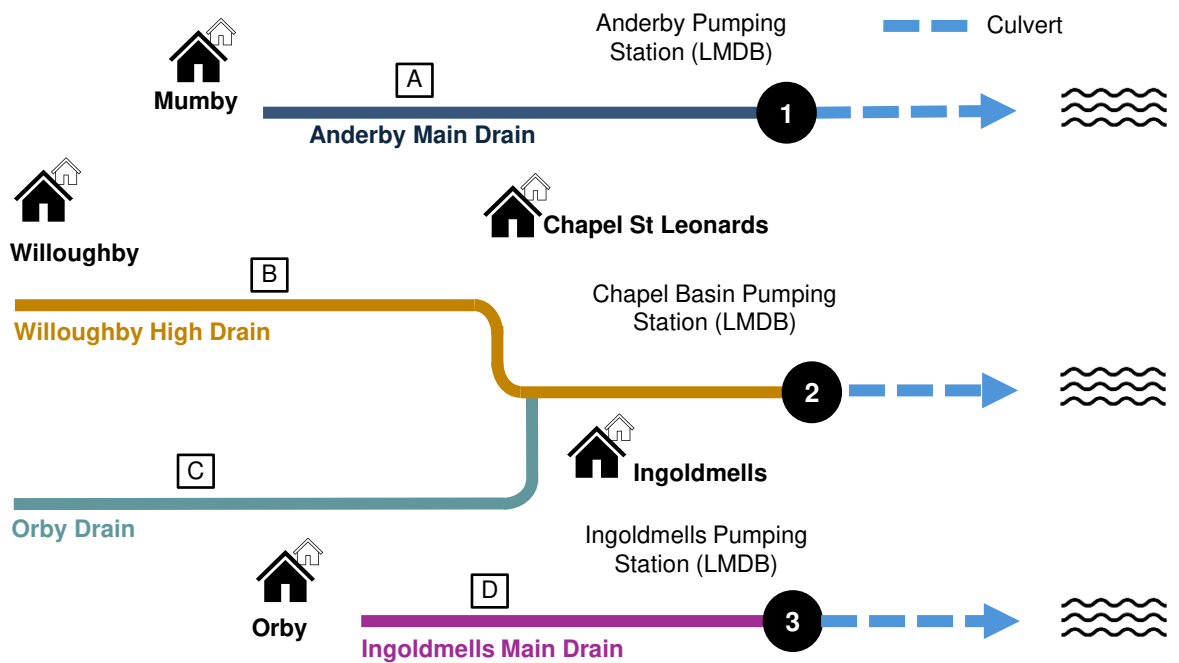 Anderby Pumping
Station (LMDB)
Culvert
A
Mumby
1
Anderby Main Drain
Chapel St Leonards
Willoughby
B
Chapel Basin Pumping
Station (LMDB)
Willoughby High Drain
2
C
Ingoldmells
Orby Drain
Ingoldmells Pumping
Station (LMDB)
D
Orby
3
Ingoldmells Main Drain